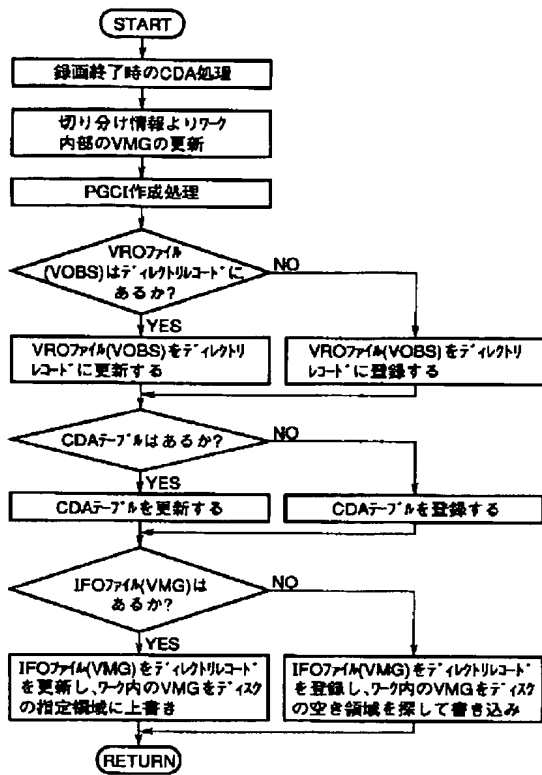 START
録画終了時のCDA処理
切り分け情報よりワーク
内部のVMGの更新
PGCI作成処理
VROファイル
(VOBS)はディレクトリレコードに
あるか?
NO
YES
VROファイル(VOBS)をディレクトリ
レコードに更新する
VROファイル(VOBS)をディレクトリ
レコードに登録する
CDAテーブルはあるか?
NO
YES
CDAテーブルを更新する
CDAテーブルを登録する
IFOファイル(VMG)は
あるか?
NO
YES
IFOファイル(VMG)をディレクトリレコード
を更新し、ワーク内のVMGをディスク
の指定領域に上書き
IFOファイル(VMG)をディレクトリレコード
を登録し、ワーク内のVMGをディスク
の空き領域を探して書き込み
RETURN